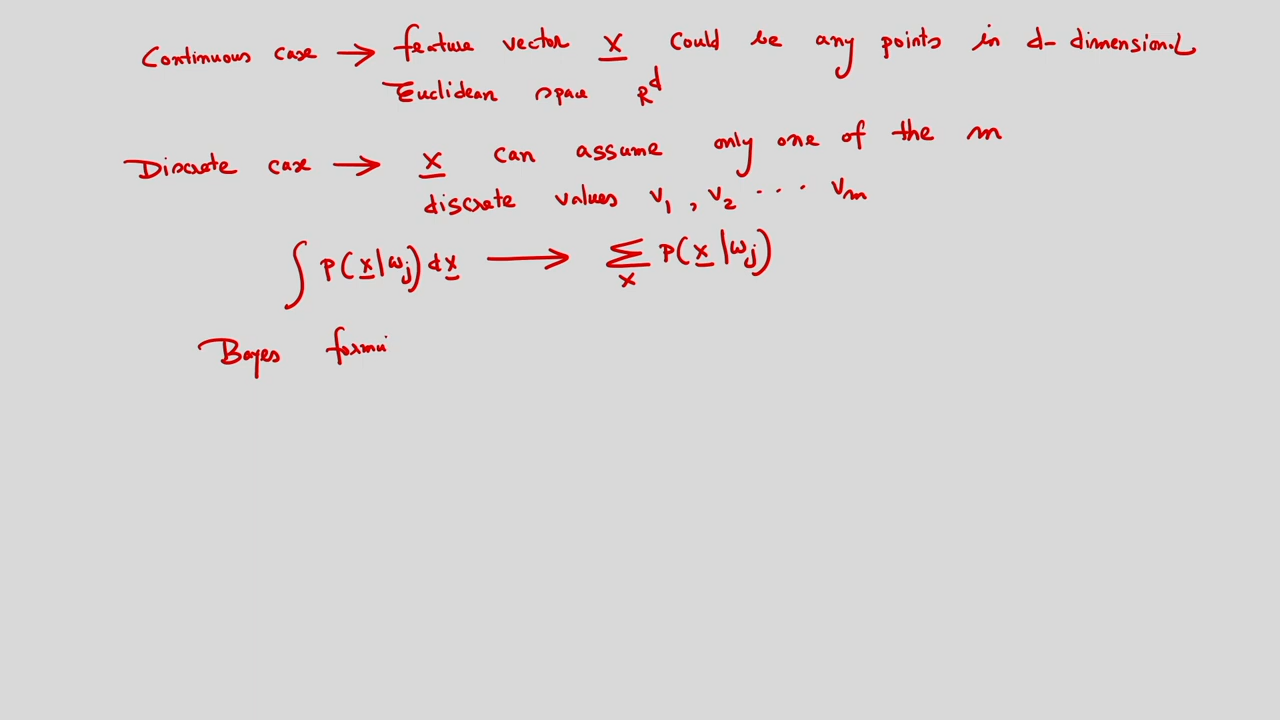 Continuous case → feature vector x could be any points in d-dimensional
Euclidean space R^d
Discrete case → x can assume only one of the m
discrete values v₁, v₂ ... vₘ
∫ P(x|ωⱼ) dx → Σₓ P(x|ωⱼ)
Bayes formu